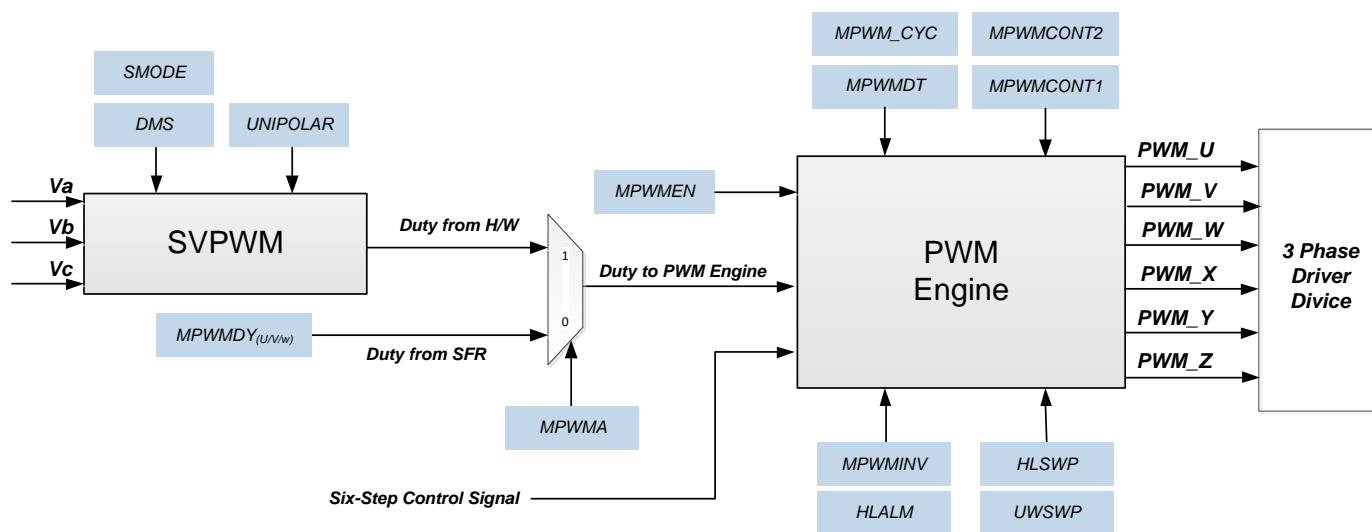 MPWM_CYC
MPWMCONT2
SMODE
MPWMDT
MPWMCONT1
DMS
UNIPOLAR
Va
Vb
Vc
SVPWM
MPWMEN
Duty from H/W
1
0
Duty to PWM Engine
MPWMDY(U/V/w)
Duty from SFR
MPWMA
Six-Step Control Signal
PWM
Engine
PWM_U
PWM_V
PWM_W
PWM_X
PWM_Y
PWM_Z
3 Phase
Driver
Divice
MPWMINV
HLSWP
HLALM
UWSWP